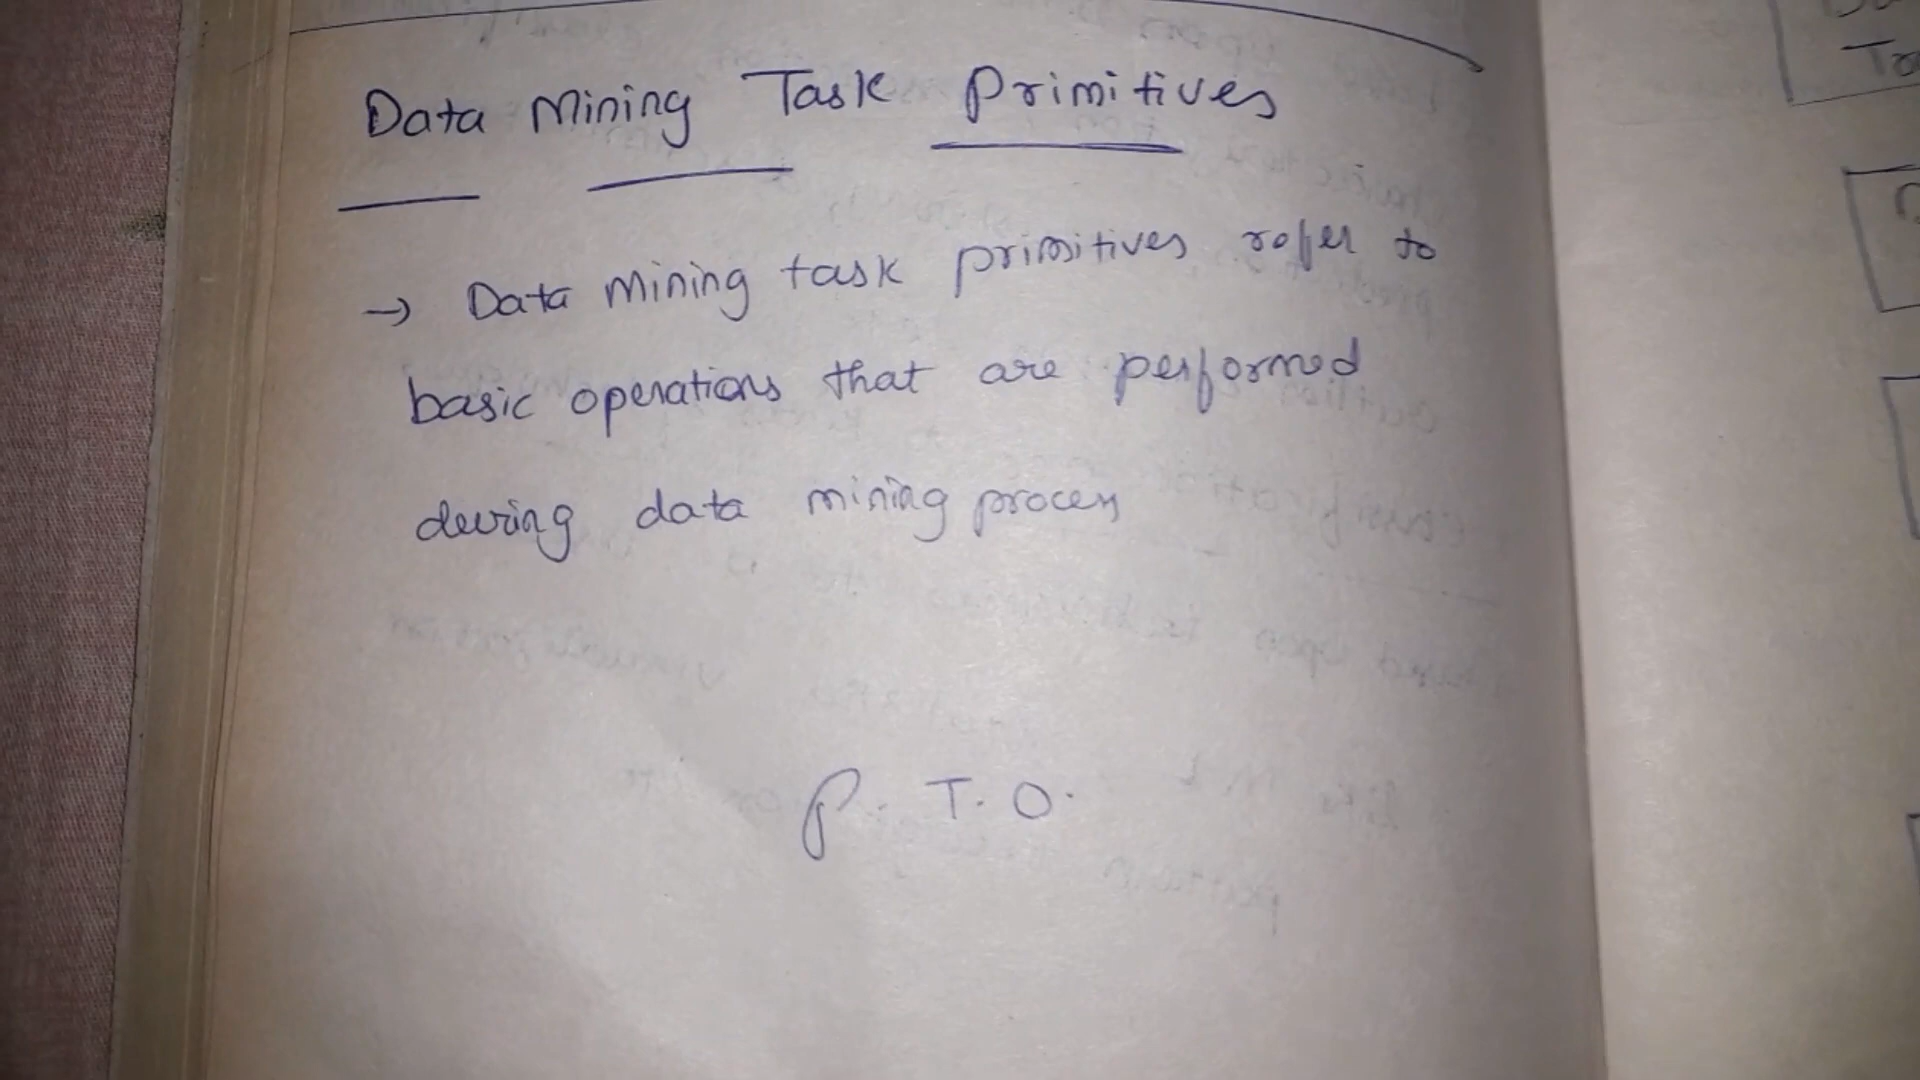 Data Mining Task Primitives
→ Data Mining task primitives refer to
basic operations that are performed
during data mining process
P.T.O.